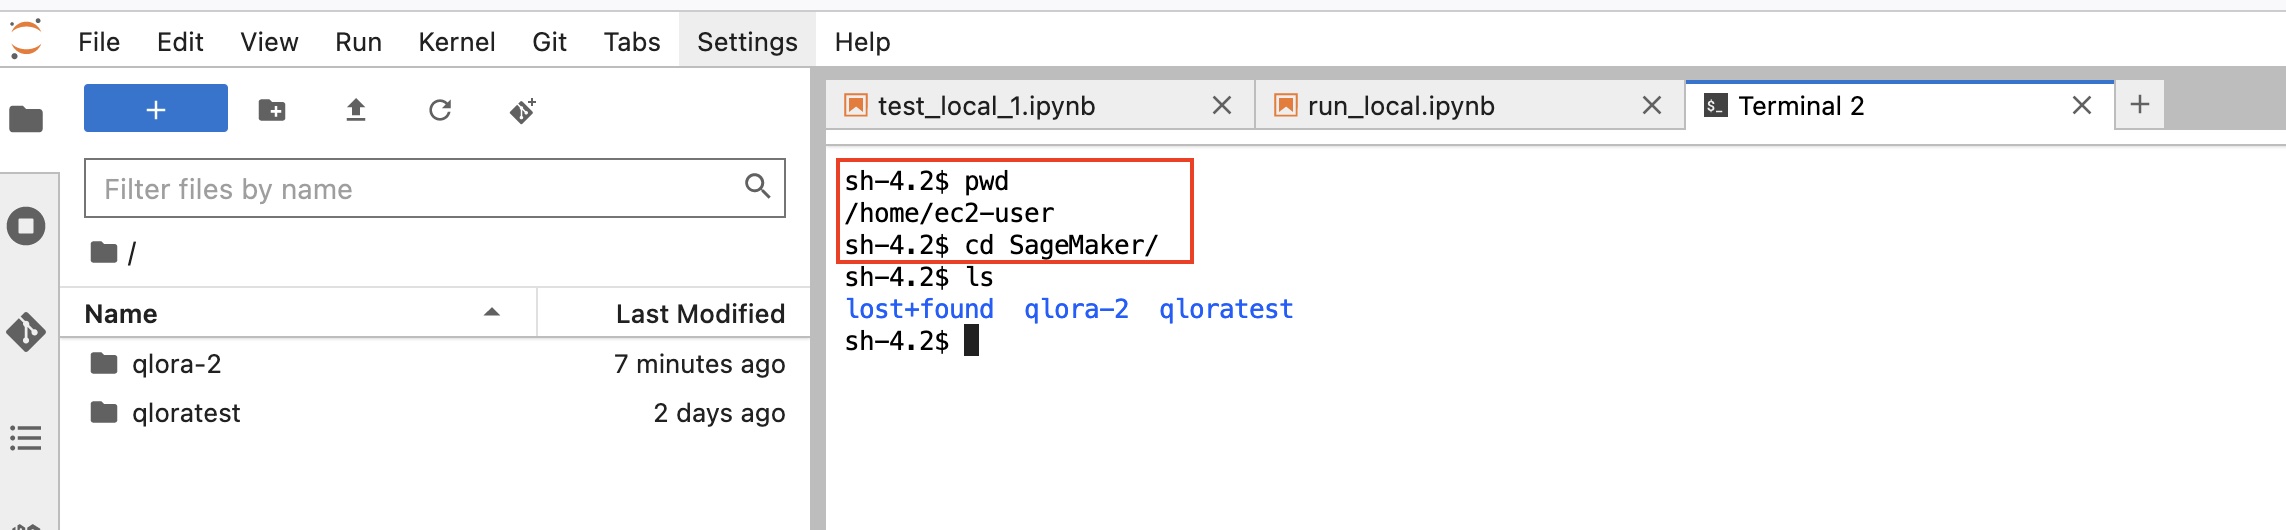 File Edit View Run Kernel Git Tabs Settings Help
+
Filter files by name
/
Name Last Modified
qlora-2 7 minutes ago
qloratest 2 days ago
test_local_1.ipynb run_local.ipynb $_ Terminal 2 +
sh-4.2$ pwd
/home/ec2-user
sh-4.2$ cd SageMaker/
sh-4.2$ ls
lost+found qlora-2 qloratest
sh-4.2$